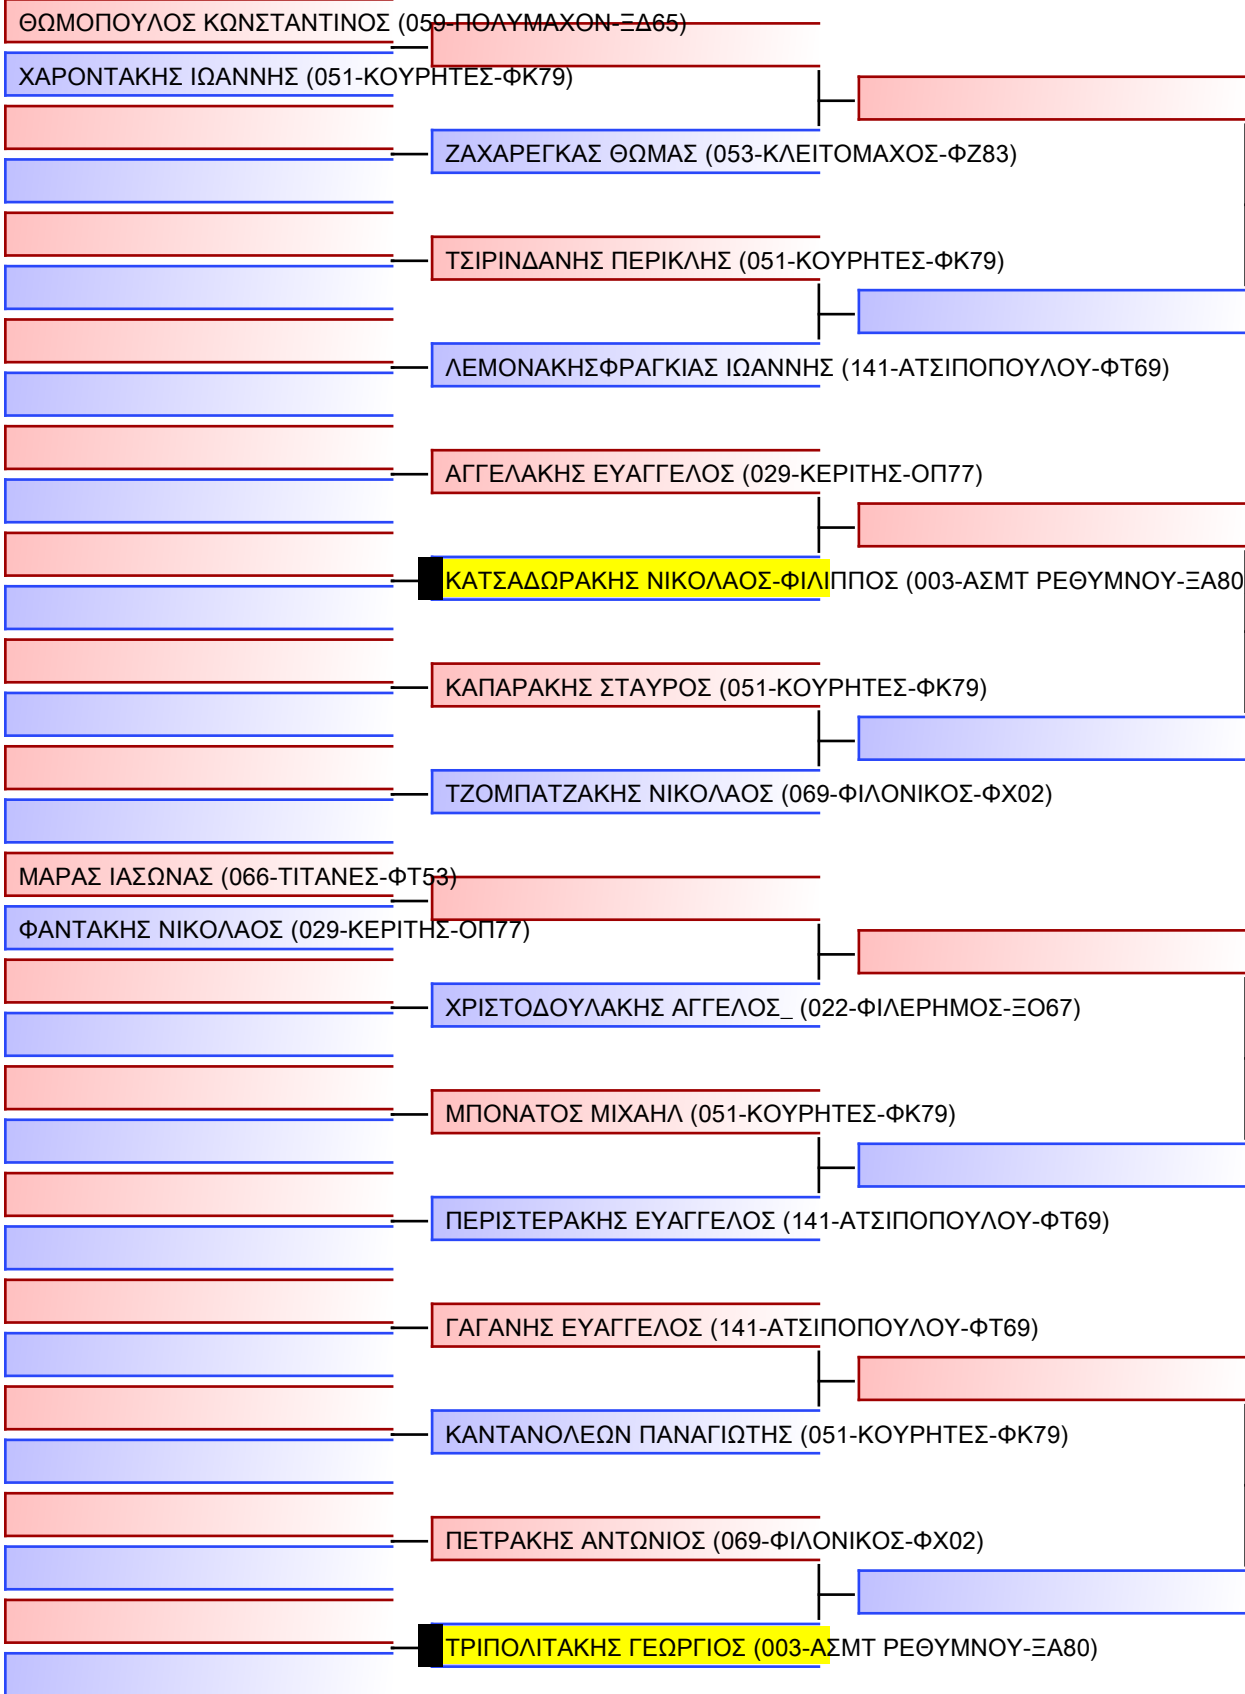 ΘΩΜΟΠΟΥΛΟΣ ΚΩΝΣΤΑΝΤΙΝΟΣ (059-ΠΟΛΥΜΑΧΟΝ-ΞΔ65)
ΧΑΡΟΝΤΑΚΗΣ ΙΩΑΝΝΗΣ (051-ΚΟΥΡΗΤΕΣ-ΦΚ79)
ΖΑΧΑΡΕΓΚΑΣ ΘΩΜΑΣ (053-ΚΛΕΙΤΟΜΑΧΟΣ-ΦΖ83)
ΤΣΙΡΙΝΔΑΝΗΣ ΠΕΡΙΚΛΗΣ (051-ΚΟΥΡΗΤΕΣ-ΦΚ79)
ΛΕΜΟΝΑΚΗΣΦΡΑΓΚΙΑΣ ΙΩΑΝΝΗΣ (141-ΑΤΣΙΠΟΠΟΥΛΟΥ-ΦΤ69)
ΑΓΓΕΛΑΚΗΣ ΕΥΑΓΓΕΛΟΣ (029-ΚΕΡΙΤΗΣ-ΟΠ77)
ΚΑΤΣΑΔΩΡΑΚΗΣ ΝΙΚΟΛΑΟΣ-ΦΙΛΙΠΠΟΣ (003-ΑΣΜΤ ΡΕΘΥΜΝΟΥ-ΞΑ80
ΚΑΠΑΡΑΚΗΣ ΣΤΑΥΡΟΣ (051-ΚΟΥΡΗΤΕΣ-ΦΚ79)
ΤΖΟΜΠΑΤΖΑΚΗΣ ΝΙΚΟΛΑΟΣ (069-ΦΙΛΟΝΙΚΟΣ-ΦΧ02)
ΜΑΡΑΣ ΙΑΣΩΝΑΣ (066-ΤΙΤΑΝΕΣ-ΦΤ53)
ΦΑΝΤΑΚΗΣ ΝΙΚΟΛΑΟΣ (029-ΚΕΡΙΤΗΣ-ΟΠ77)
ΧΡΙΣΤΟΔΟΥΛΑΚΗΣ ΑΓΓΕΛΟΣ_ (022-ΦΙΛΕΡΗΜΟΣ-ΞΟ67)
ΜΠΟΝΑΤΟΣ ΜΙΧΑΗΛ (051-ΚΟΥΡΗΤΕΣ-ΦΚ79)
ΠΕΡΙΣΤΕΡΑΚΗΣ ΕΥΑΓΓΕΛΟΣ (141-ΑΤΣΙΠΟΠΟΥΛΟΥ-ΦΤ69)
ΓΑΓΑΝΗΣ ΕΥΑΓΓΕΛΟΣ (141-ΑΤΣΙΠΟΠΟΥΛΟΥ-ΦΤ69)
ΚΑΝΤΑΝΟΛΕΩΝ ΠΑΝΑΓΙΩΤΗΣ (051-ΚΟΥΡΗΤΕΣ-ΦΚ79)
ΠΕΤΡΑΚΗΣ ΑΝΤΩΝΙΟΣ (069-ΦΙΛΟΝΙΚΟΣ-ΦΧ02)
ΤΡΙΠΟΛΙΤΑΚΗΣ ΓΕΩΡΓΙΟΣ (003-ΑΣΜΤ ΡΕΘΥΜΝΟΥ-ΞΑ80)